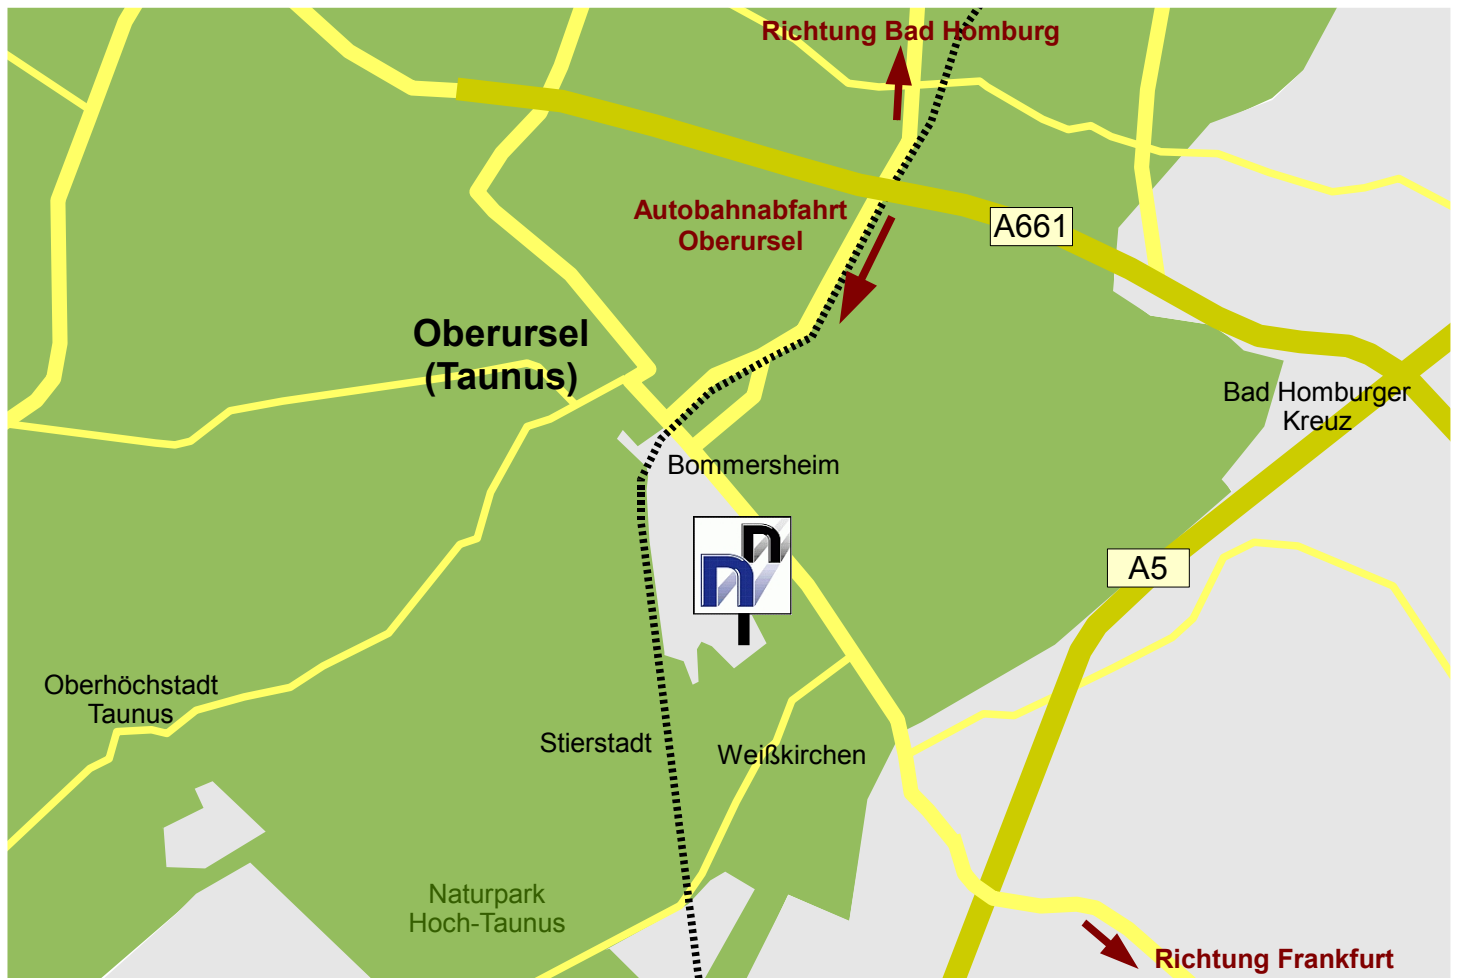 Richtung Bad Homburg
Autobahnabfahrt
Oberursel
A661
Oberursel
(Taunus)
Bad Homburger
Kreuz
Bommersheim
n
n
A5
Oberhöchstadt
Taunus
Stierstadt
Weißkirchen
Naturpark
Hoch-Taunus
Richtung Frankfurt